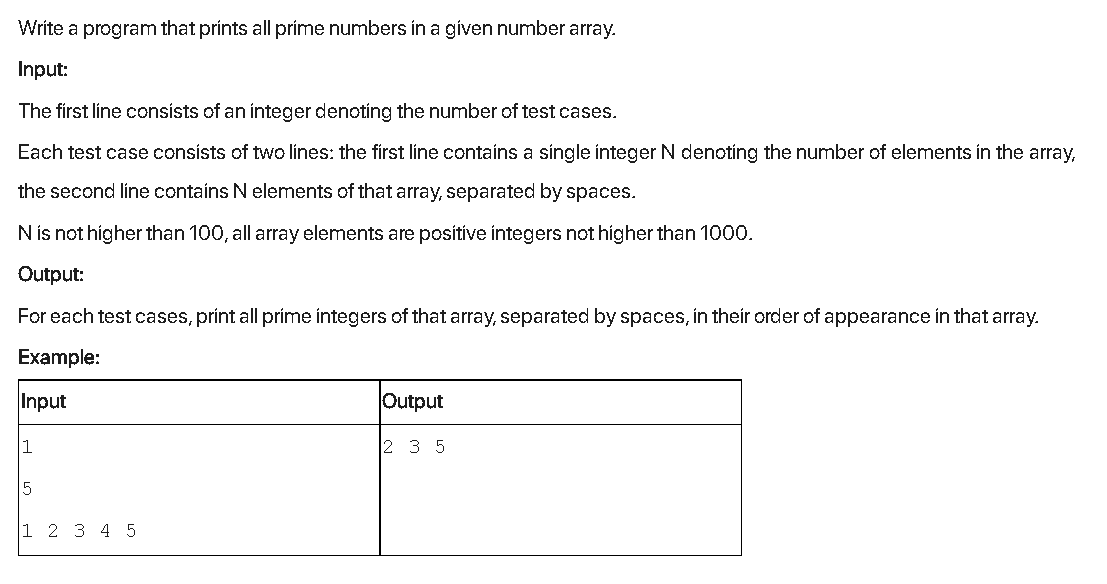 Write a program that prints all prime numbers in a given number array.
Input:
The first line consists of an integer denoting the number of test cases.
Each test case consists of two lines: the first line contains a single integer N denoting the number of elements in the array,
the second line contains N elements of that array, separated by spaces.
N is not higher than 100, all array elements are positive integers not higher than 1000.
Output:
For each test cases, print all prime integers of that array, separated by spaces, in their order of appearance in that array.
Example:
Input Output
1 2 3 5
5
1 2 3 4 5